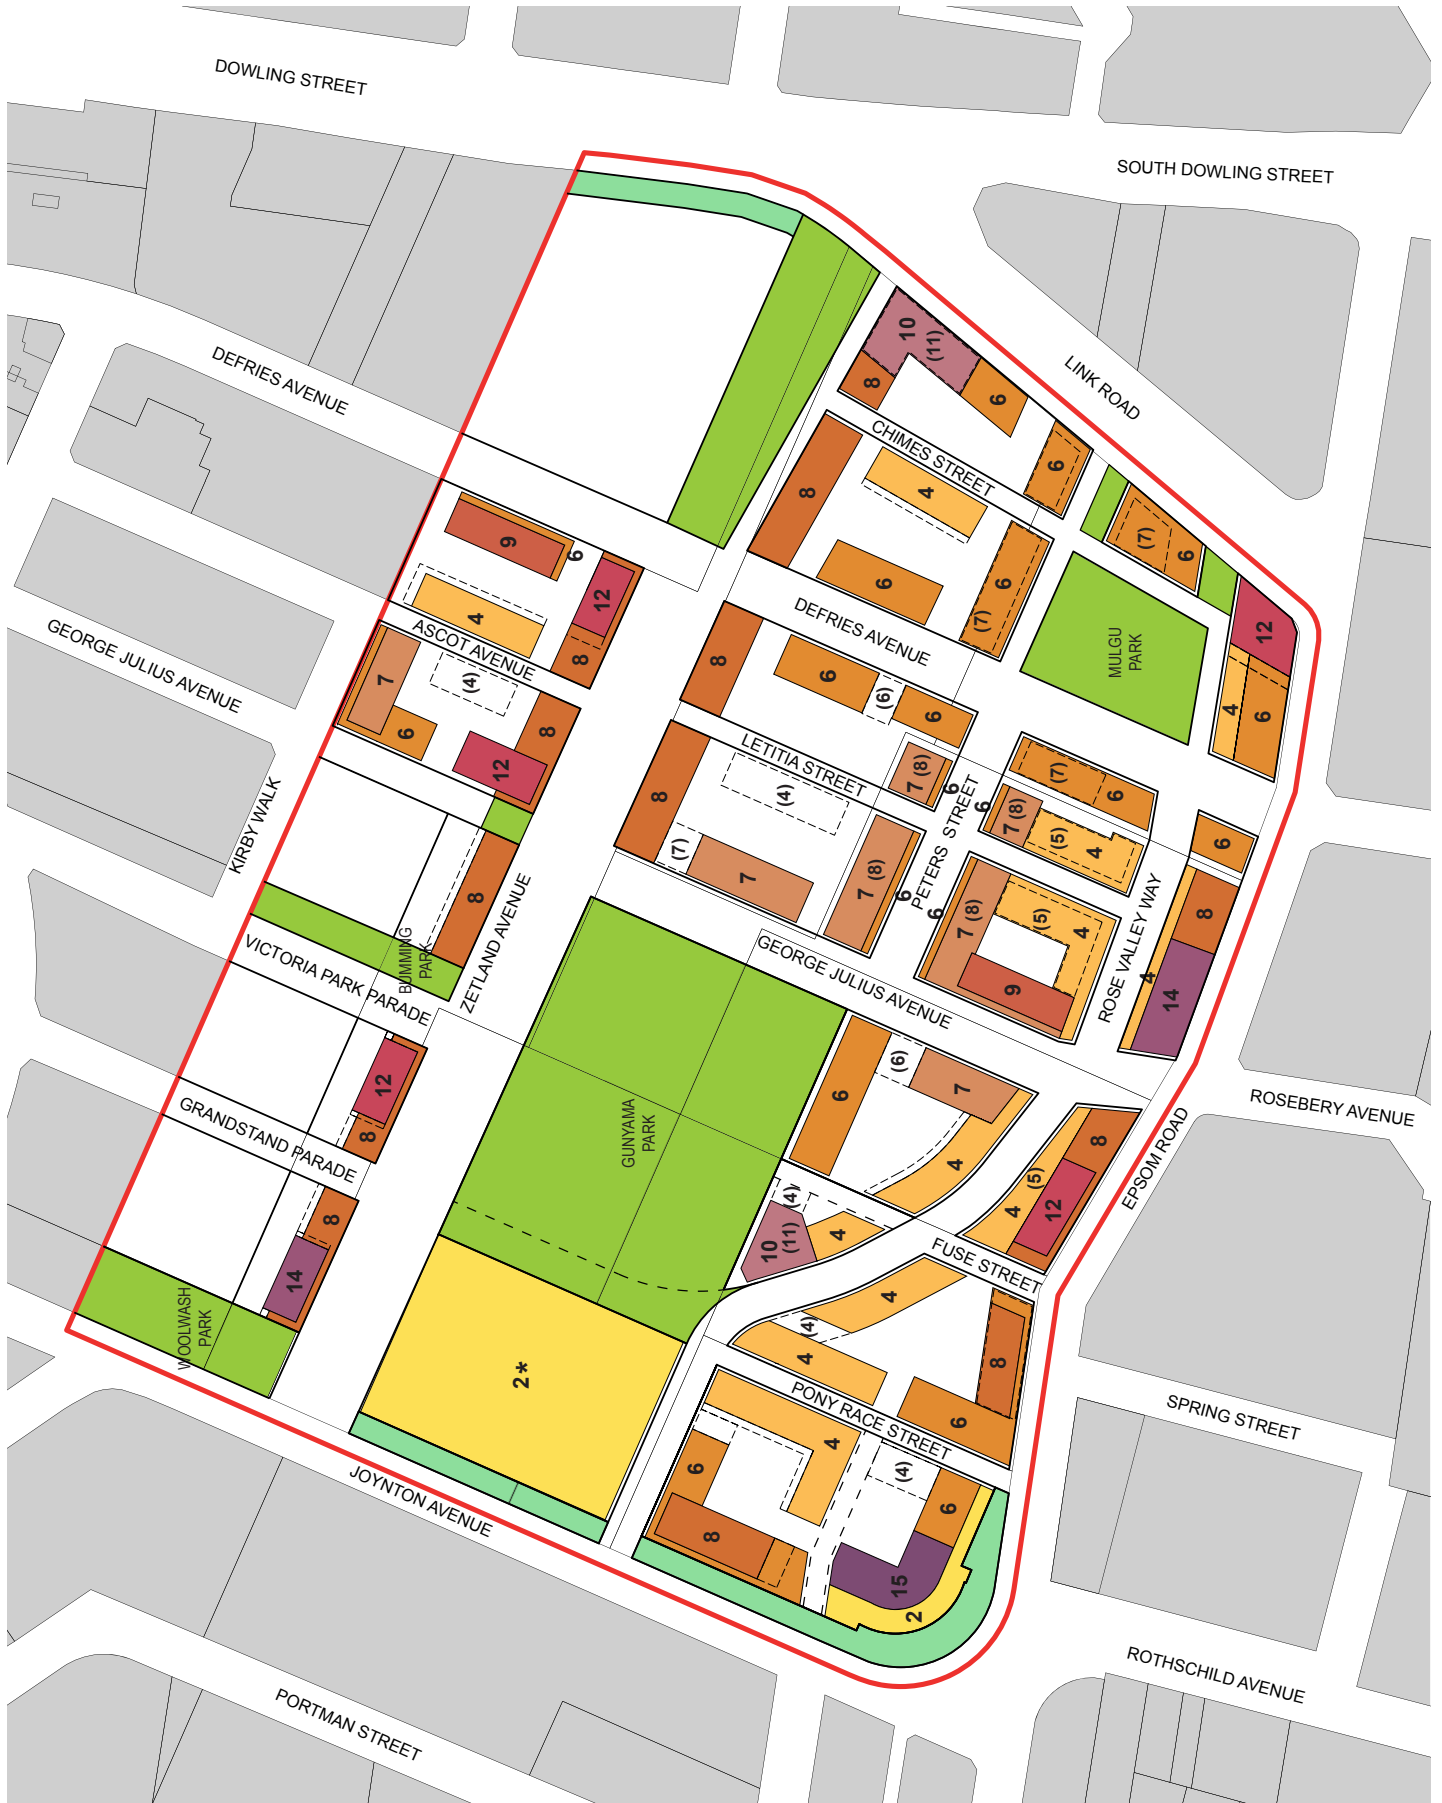 DOWLING STREET
SOUTH DOWLING STREET
LINK ROAD
DEFRIES AVENUE
10
(11)
8
6
CHIMES STREET
6
8
4
9
6
(7)
6
6
6
(7)
12
4
12
DEFRIES AVENUE
GEORGE JULIUS AVENUE
ASCOT AVENUE
8
8
MULGU
PARK
7
(4)
6
(6)
6
4
6
6
8
12
LETITIA STREET
7 (8)
6
(7)
6
8
(4)
PETERS STREET
6
7 (8)
(5)
4
6
KIRBY WALK
(7)
7
7 (8)
6
8
ZETLAND AVENUE
6
7 (8)
(5)
4
8
ROSE VALLEY WAY
VICTORIA PARK PARADE
BUMMING
PARK
GEORGE JULIUS AVENUE
9
4
14
12
8
GRANDSTAND PARADE
GUNYAMA
PARK
6
(6)
7
4
ROSEBERY AVENUE
EPSOM ROAD
8
(5)
4
12
8
14
(4)
10
(11)
4
FUSE STREET
WOOLWASH
PARK
2*
4
(4)
4
8
6
PONY RACE STREET
SPRING STREET
4
6
(4)
6
8
15
2
JOYNTON AVENUE
ROTHSCHILD AVENUE
PORTMAN STREET